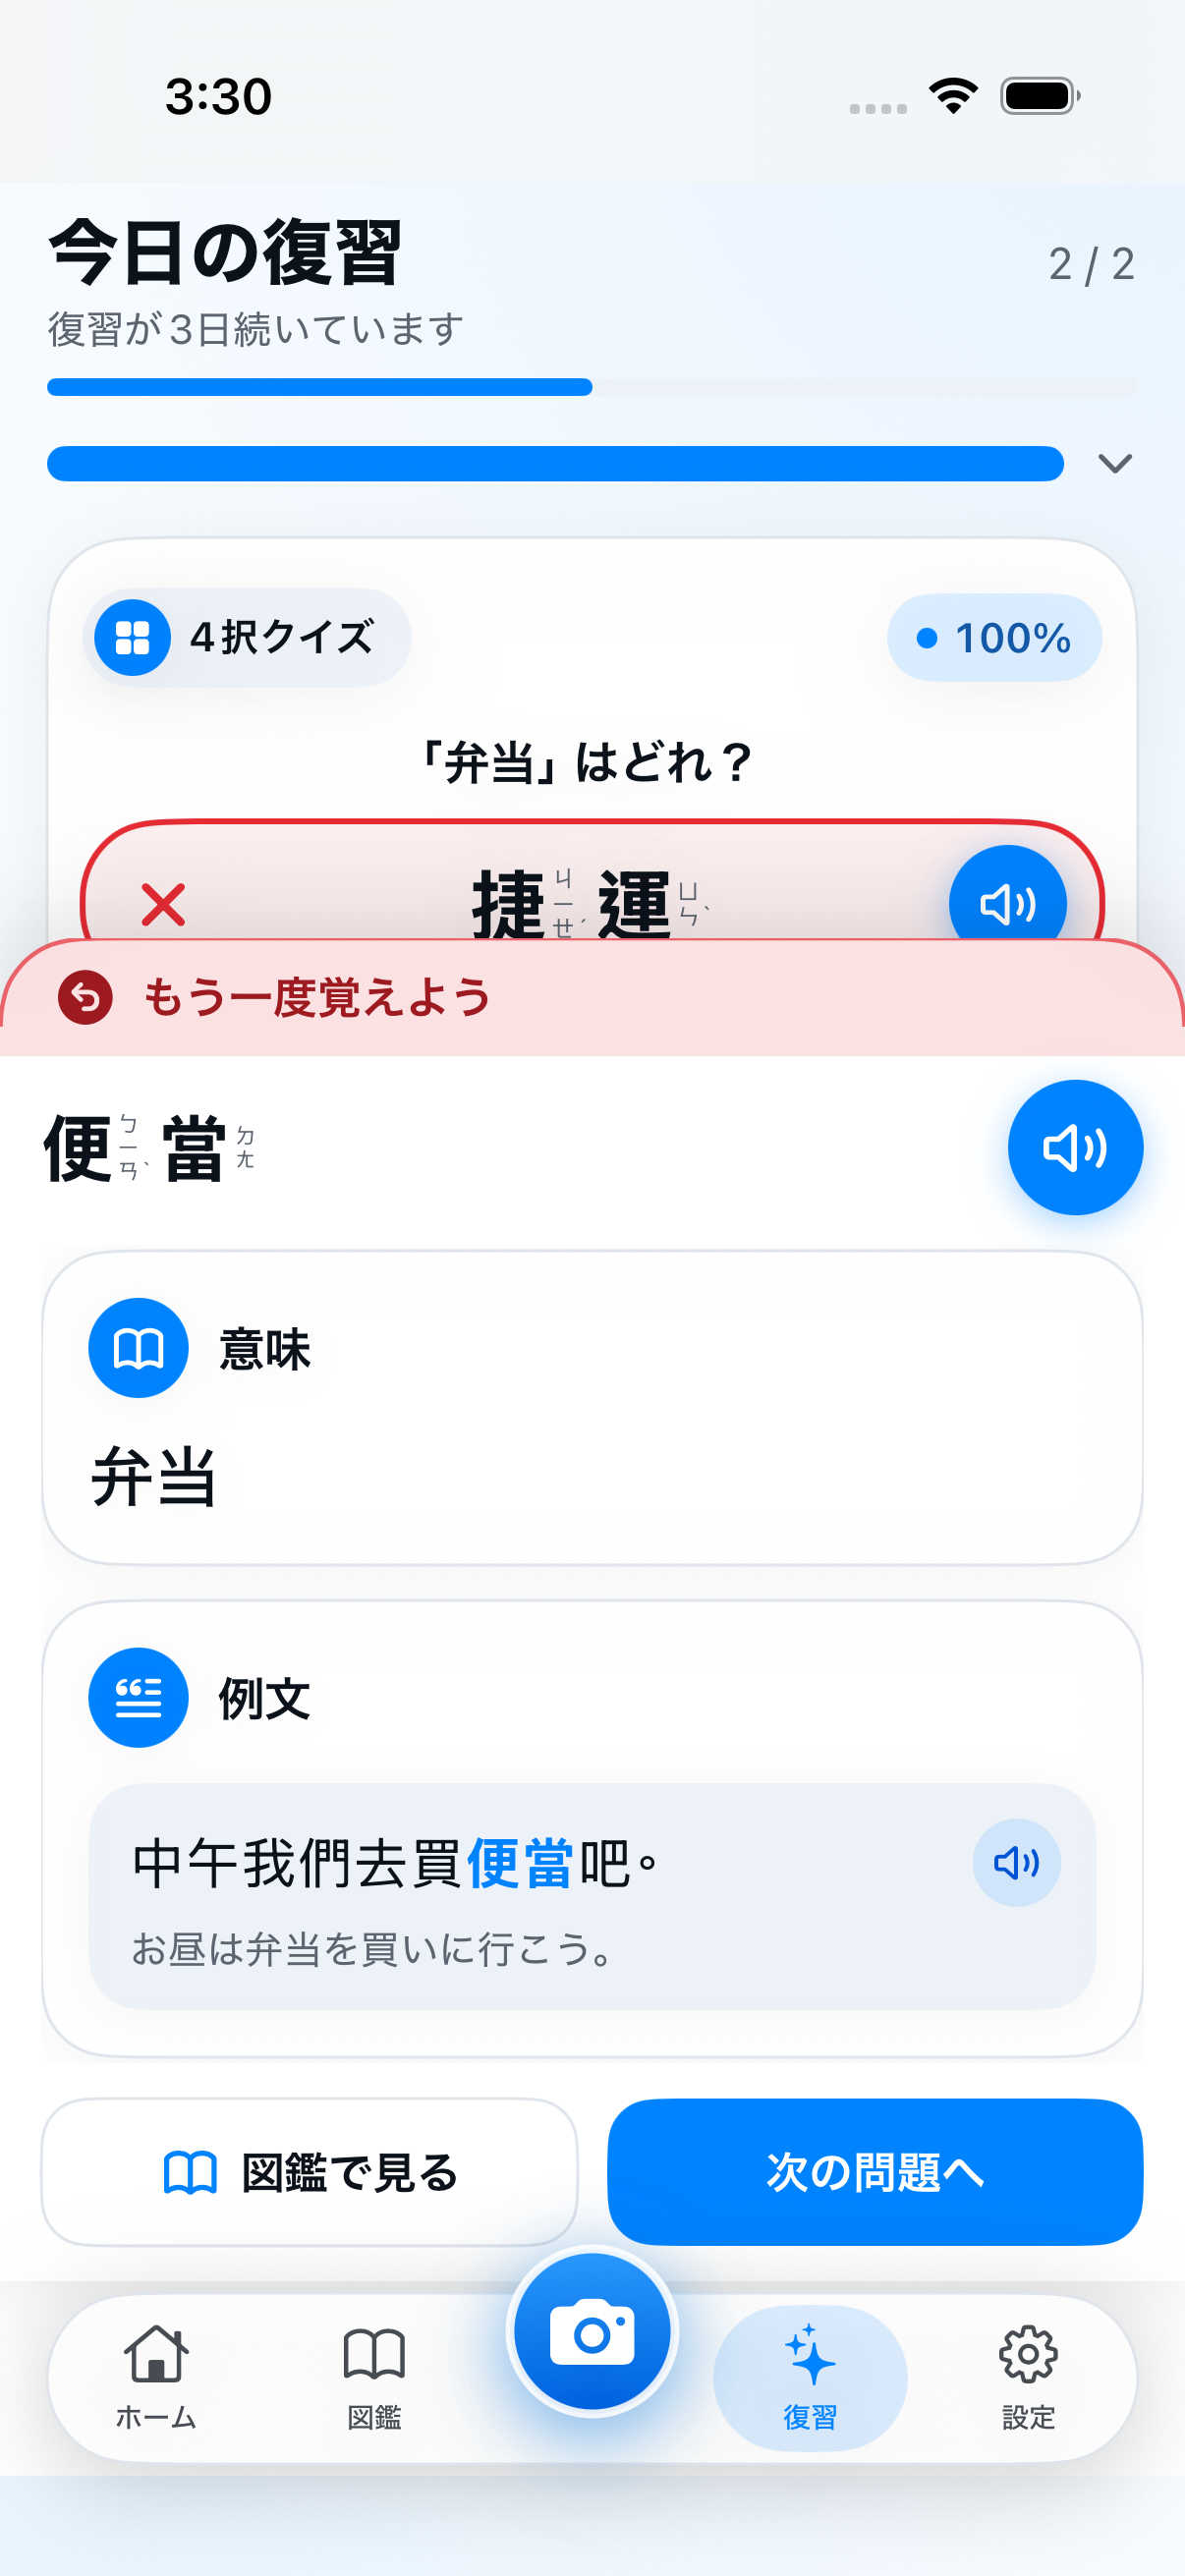 3:30
今日の復習
2 / 2
復習が3日続いています
4択クイズ
100%
「弁当」はどれ？
捷ㄐㄧㄝˊ運ㄩㄣˋ
もう一度覚えよう
便ㄅㄧㄢˋ當ㄉㄤ
意味
弁当
例文
中午我們去買便當吧。
お昼は弁当を買いに行こう。
図鑑で見る
次の問題へ
ホーム
図鑑
復習
設定